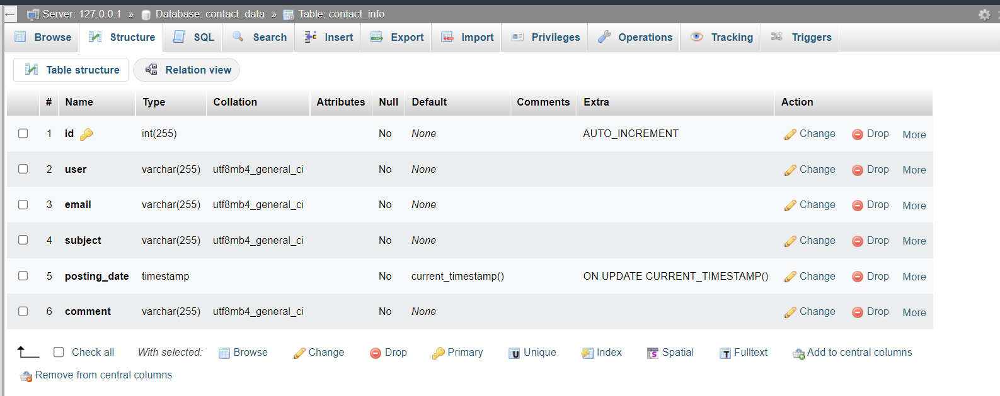 ← Server: 127.0.0.1 » Database: contact_data » Table: contact_info
Browse Structure SQL Search Insert Export Import Privileges Operations Tracking Triggers
Table structure Relation view
# Name Type Collation Attributes Null Default Comments Extra Action
1 id int(255) No None AUTO_INCREMENT Change Drop More
2 user varchar(255) utf8mb4_general_ci No None Change Drop More
3 email varchar(255) utf8mb4_general_ci No None Change Drop More
4 subject varchar(255) utf8mb4_general_ci No None Change Drop More
5 posting_date timestamp No current_timestamp() ON UPDATE CURRENT_TIMESTAMP() Change Drop More
6 comment varchar(255) utf8mb4_general_ci No None Change Drop More
Check all With selected: Browse Change Drop Primary U Unique Index S Spatial T Fulltext Add to central columns
Remove from central columns